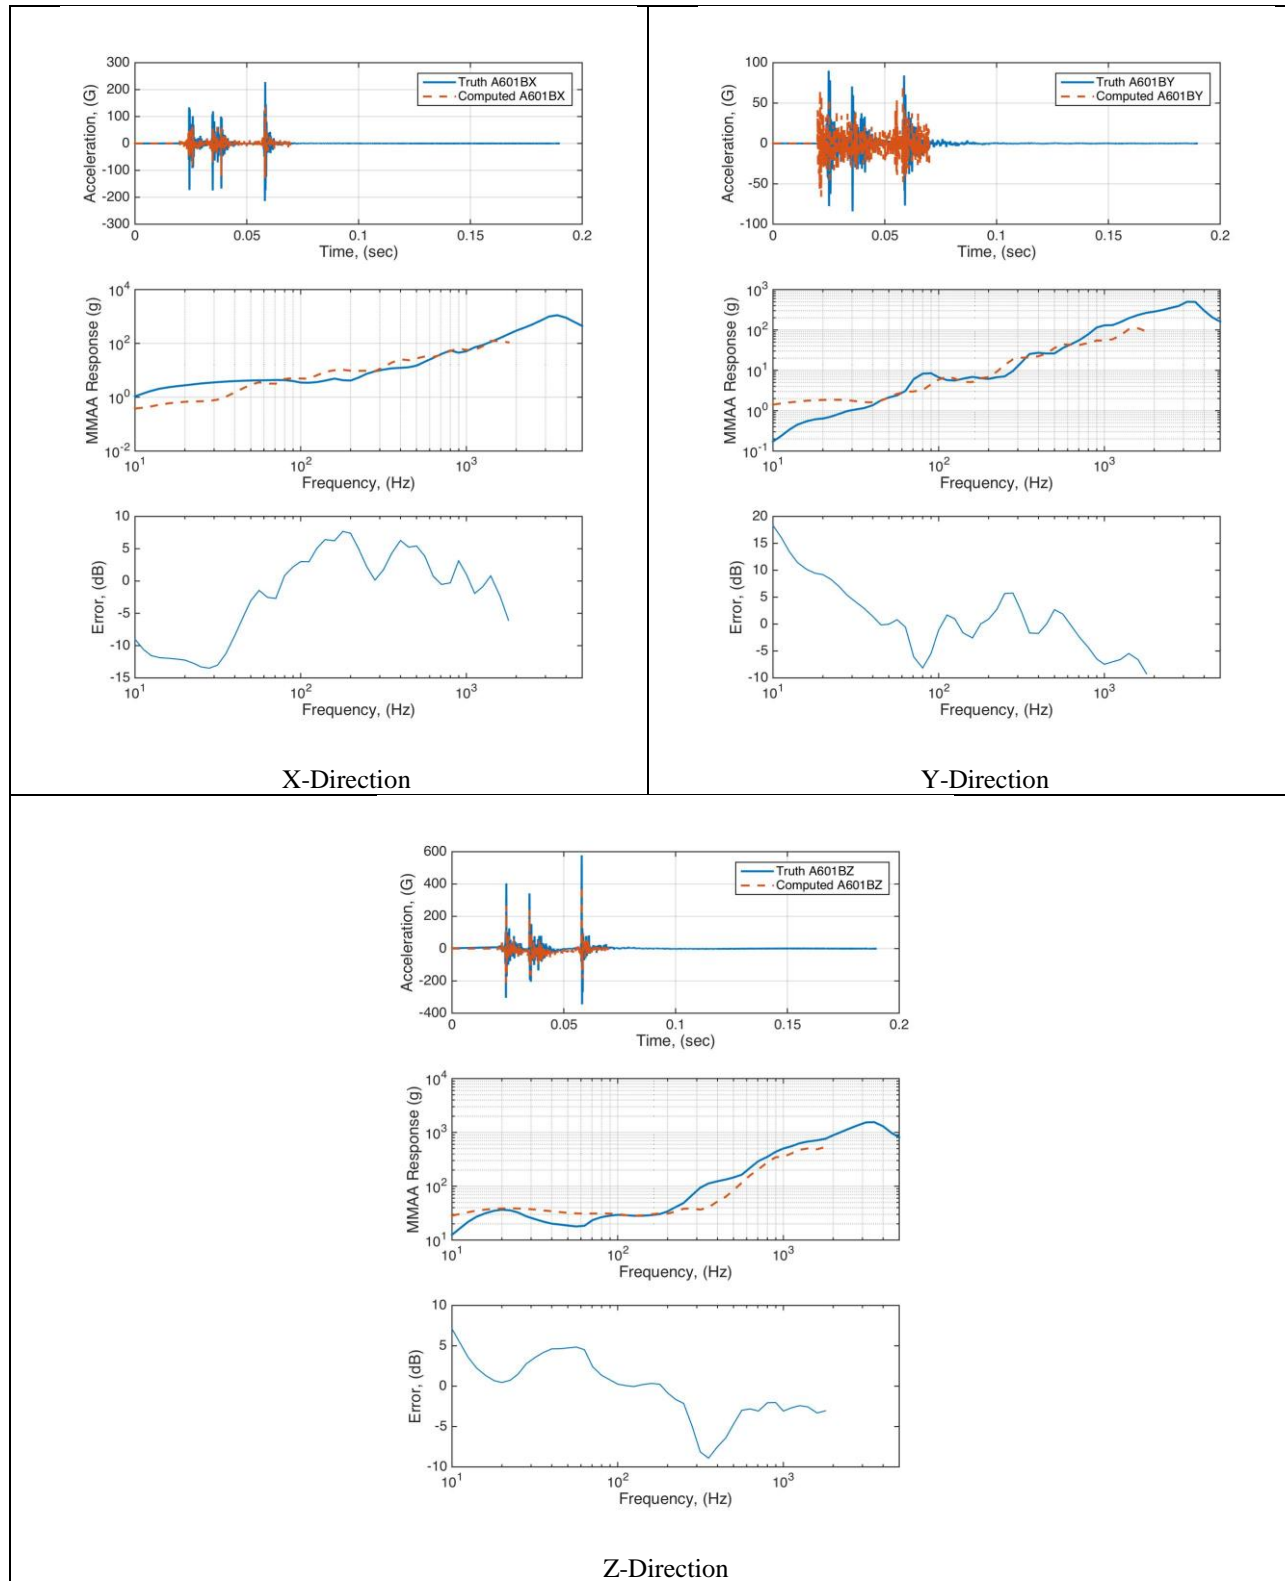 300
200
100
0
-100
-200
-300
Acceleration, (G)
Truth A601BX
Computed A601BX
0 0.05 0.1 0.15 0.2
Time, (sec)
10^4
10^2
10^0
10^-2
MMAA Response (g)
10^1 10^2 10^3
Frequency, (Hz)
10
5
0
-5
-10
-15
Error, (dB)
10^1 10^2 10^3
Frequency, (Hz)
X-Direction
100
50
0
-50
-100
Acceleration, (G)
Truth A601BY
Computed A601BY
0 0.05 0.1 0.15 0.2
Time, (sec)
10^3
10^2
10^1
10^0
10^-1
MMAA Response (g)
10^1 10^2 10^3
Frequency, (Hz)
20
15
10
5
0
-5
-10
Error, (dB)
10^1 10^2 10^3
Frequency, (Hz)
Y-Direction
600
400
200
0
-200
-400
Acceleration, (G)
Truth A601BZ
Computed A601BZ
0 0.05 0.1 0.15 0.2
Time, (sec)
10^4
10^3
10^2
10^1
MMAA Response (g)
10^1 10^2 10^3
Frequency, (Hz)
10
5
0
-5
-10
Error, (dB)
10^1 10^2 10^3
Frequency, (Hz)
Z-Direction